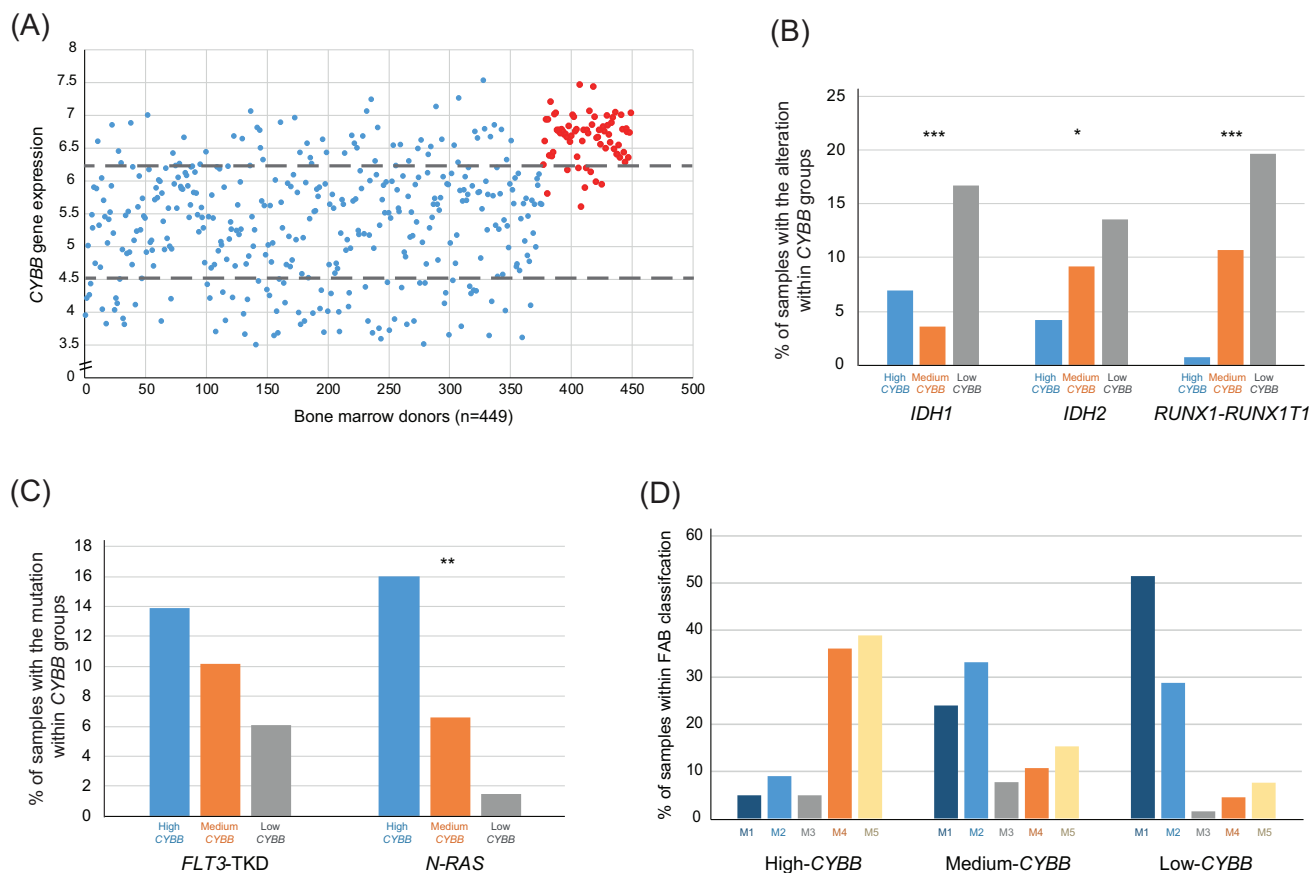 (A)
8
7.5
7
6.5
6
5.5
5
4.5
4
3.5
0
CYBB gene expression
0 50 100 150 200 250 300 350 400 450 500
Bone marrow donors (n=449)
(B)
25
20
15
10
5
0
% of samples with the alteration
within CYBB groups
*** * ***
High Medium Low High Medium Low High Medium Low
CYBB CYBB CYBB CYBB CYBB CYBB CYBB CYBB CYBB
IDH1 IDH2 RUNX1-RUNX1T1
(C)
18
16
14
12
10
8
6
4
2
0
% of samples with the mutation
within CYBB groups
**
High Medium Low High Medium Low
CYBB CYBB CYBB CYBB CYBB CYBB
FLT3-TKD N-RAS
(D)
60
50
40
30
20
10
0
% of samples within FAB classifcation
M1 M2 M3 M4 M5 M1 M2 M3 M4 M5 M1 M2 M3 M4 M5
High-CYBB Medium-CYBB Low-CYBB